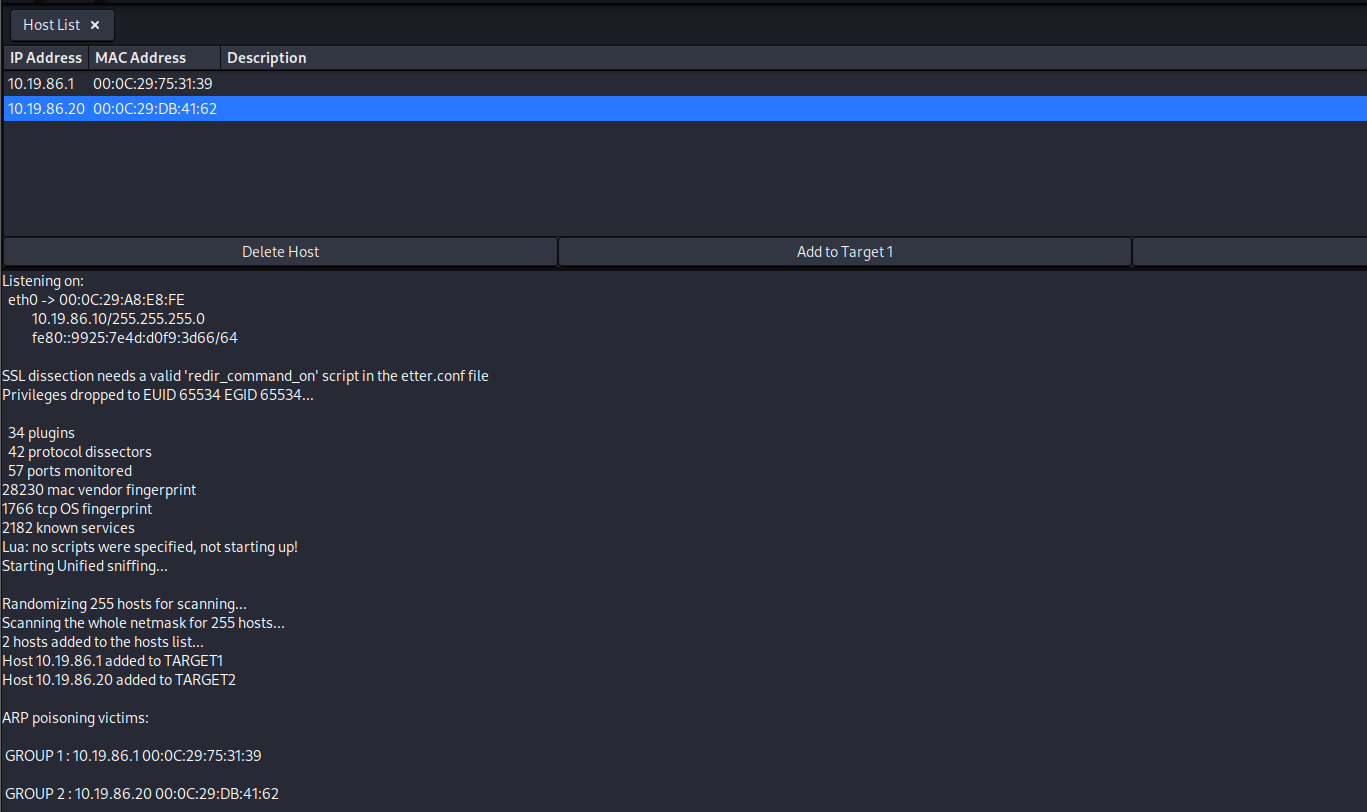 Host List ×
IP Address MAC Address Description
10.19.86.1 00:0C:29:75:31:39
10.19.86.20 00:0C:29:DB:41:62
Delete Host Add to Target 1
Listening on:
eth0 -> 00:0C:29:A8:E8:FE
10.19.86.10/255.255.255.0
fe80::9925:7e4d:d0f9:3d66/64
SSL dissection needs a valid 'redir_command_on' script in the etter.conf file
Privileges dropped to EUID 65534 EGID 65534...
34 plugins
42 protocol dissectors
57 ports monitored
28230 mac vendor fingerprint
1766 tcp OS fingerprint
2182 known services
Lua: no scripts were specified, not starting up!
Starting Unified sniffing...
Randomizing 255 hosts for scanning...
Scanning the whole netmask for 255 hosts...
2 hosts added to the hosts list...
Host 10.19.86.1 added to TARGET1
Host 10.19.86.20 added to TARGET2
ARP poisoning victims:
GROUP 1 : 10.19.86.1 00:0C:29:75:31:39
GROUP 2 : 10.19.86.20 00:0C:29:DB:41:62